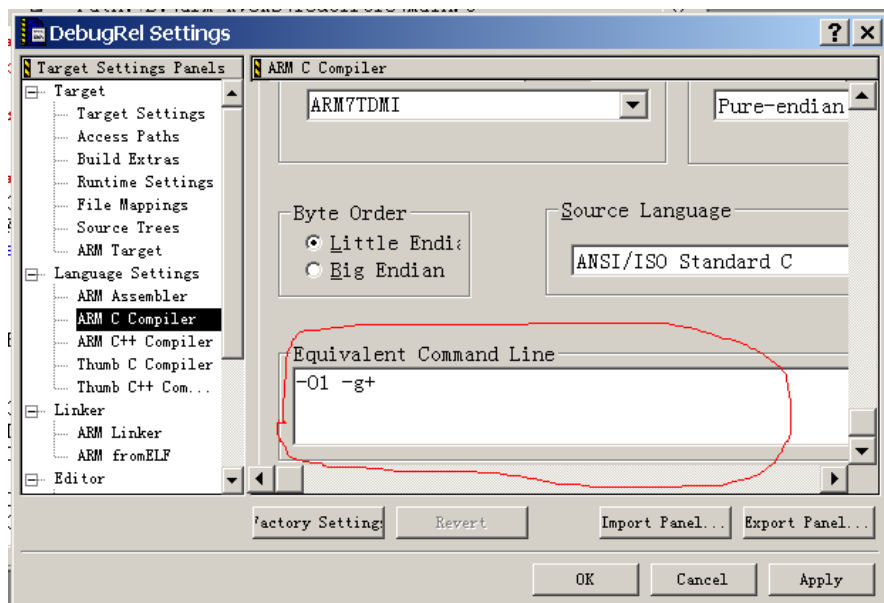 DebugRel Settings
Target Settings Panels
ARM C Compiler
Target
Target Settings
Access Paths
Build Extras
Runtime Settings
File Mappings
Source Trees
ARM Target
Language Settings
ARM Assembler
ARM C Compiler
ARM C++ Compiler
Thumb C Compiler
Thumb C++ Com...
Linker
ARM Linker
ARM fromELF
Editor
ARM7TDMI
Pure-endian
Byte Order
Little Endia
Big Endian
Source Language
ANSI/ISO Standard C
Equivalent Command Line
-O1 -g+
Factory Setting
Revert
Import Panel...
Export Panel...
OK
Cancel
Apply